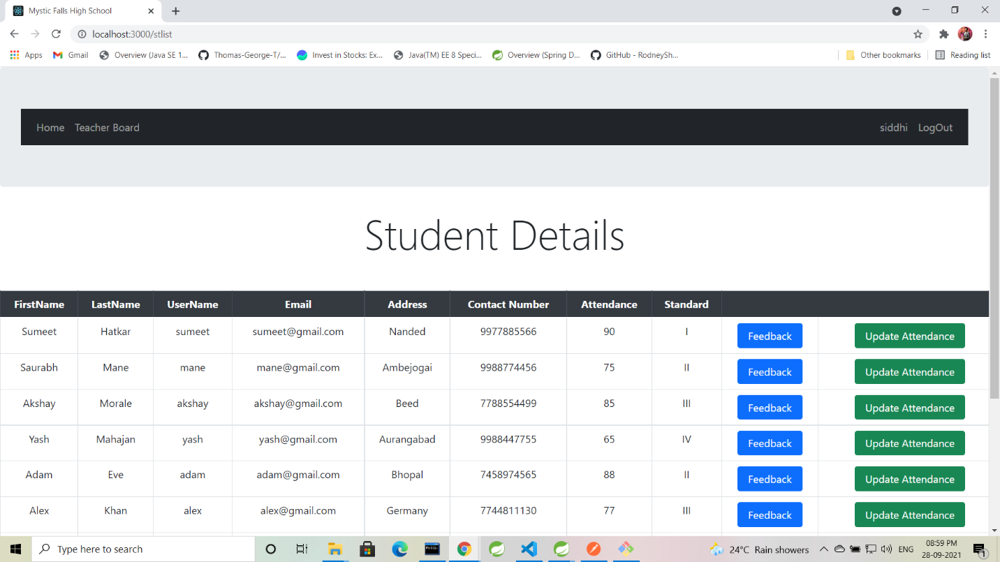 Mystic Falls High School
localhost:3000/stlist
Apps Gmail Overview (Java SE 1... Thomas-George-T/... Invest in Stocks: Ex... Java(TM) EE 8 Speci... Overview (Spring D... GitHub - RodneySh... Other bookmarks Reading list
Home Teacher Board siddhi LogOut
Student Details
FirstName LastName UserName Email Address Contact Number Attendance Standard
Sumeet Hatkar sumeet sumeet@gmail.com Nanded 9977885566 90 I Feedback Update Attendance
Saurabh Mane mane mane@gmail.com Ambejogai 9988774456 75 II Feedback Update Attendance
Akshay Morale akshay akshay@gmail.com Beed 7788554499 85 III Feedback Update Attendance
Yash Mahajan yash yash@gmail.com Aurangabad 9988447755 65 IV Feedback Update Attendance
Adam Eve adam adam@gmail.com Bhopal 7458974565 88 II Feedback Update Attendance
Alex Khan alex alex@gmail.com Germany 7744811130 77 III Feedback Update Attendance
Type here to search 24°C Rain showers ENG 08:59 PM
28-09-2021 1